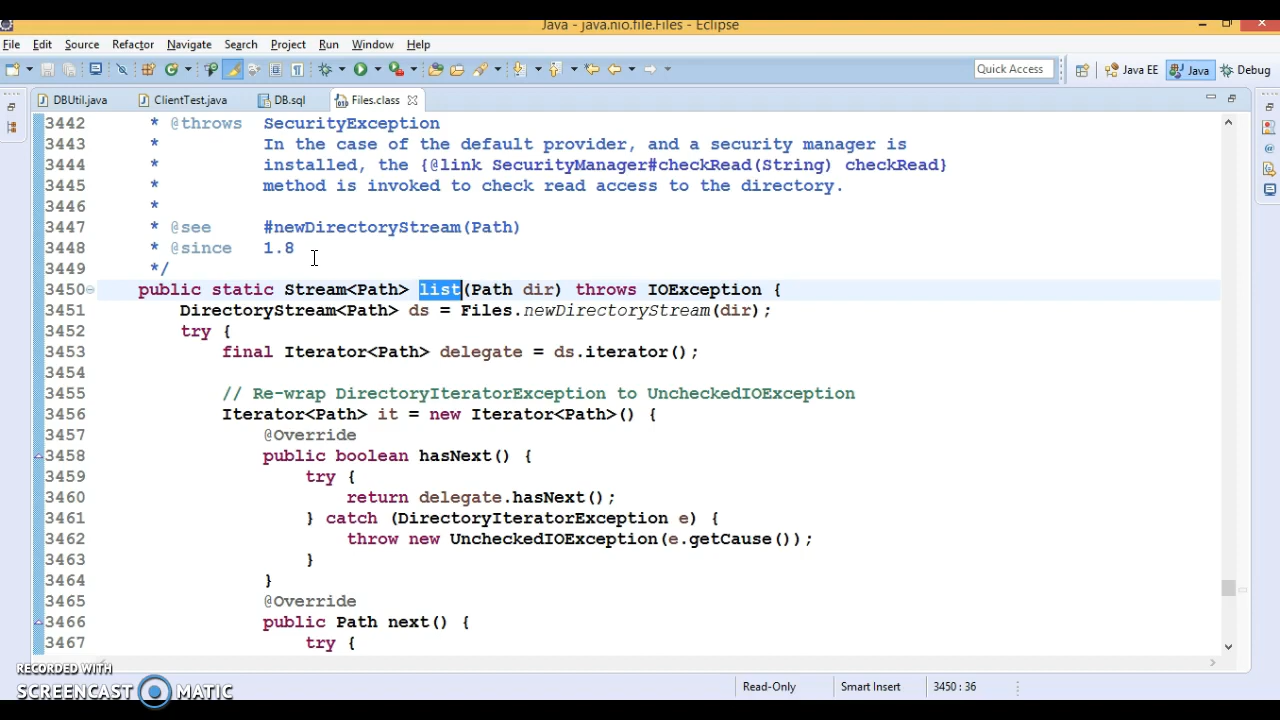 Java - java.nio.file.Files - Eclipse
File Edit Source Refactor Navigate Search Project Run Window Help
Quick Access Java EE Java Debug
DBUtil.java ClientTest.java DB.sql Files.class
3442 * @throws SecurityException
3443 * In the case of the default provider, and a security manager is
3444 * installed, the {@link SecurityManager#checkRead(String) checkRead}
3445 * method is invoked to check read access to the directory.
3446 *
3447 * @see #newDirectoryStream(Path)
3448 * @since 1.8
3449 */
3450 public static Stream<Path> list(Path dir) throws IOException {
3451 DirectoryStream<Path> ds = Files.newDirectoryStream(dir);
3452 try {
3453 final Iterator<Path> delegate = ds.iterator();
3454
3455 // Re-wrap DirectoryIteratorException to UncheckedIOException
3456 Iterator<Path> it = new Iterator<Path>() {
3457 @Override
3458 public boolean hasNext() {
3459 try {
3460 return delegate.hasNext();
3461 } catch (DirectoryIteratorException e) {
3462 throw new UncheckedIOException(e.getCause());
3463 }
3464 }
3465 @Override
3466 public Path next() {
3467 try {
RECORDED WITH
SCREENCAST MATIC
Read-Only Smart Insert 3450 : 36